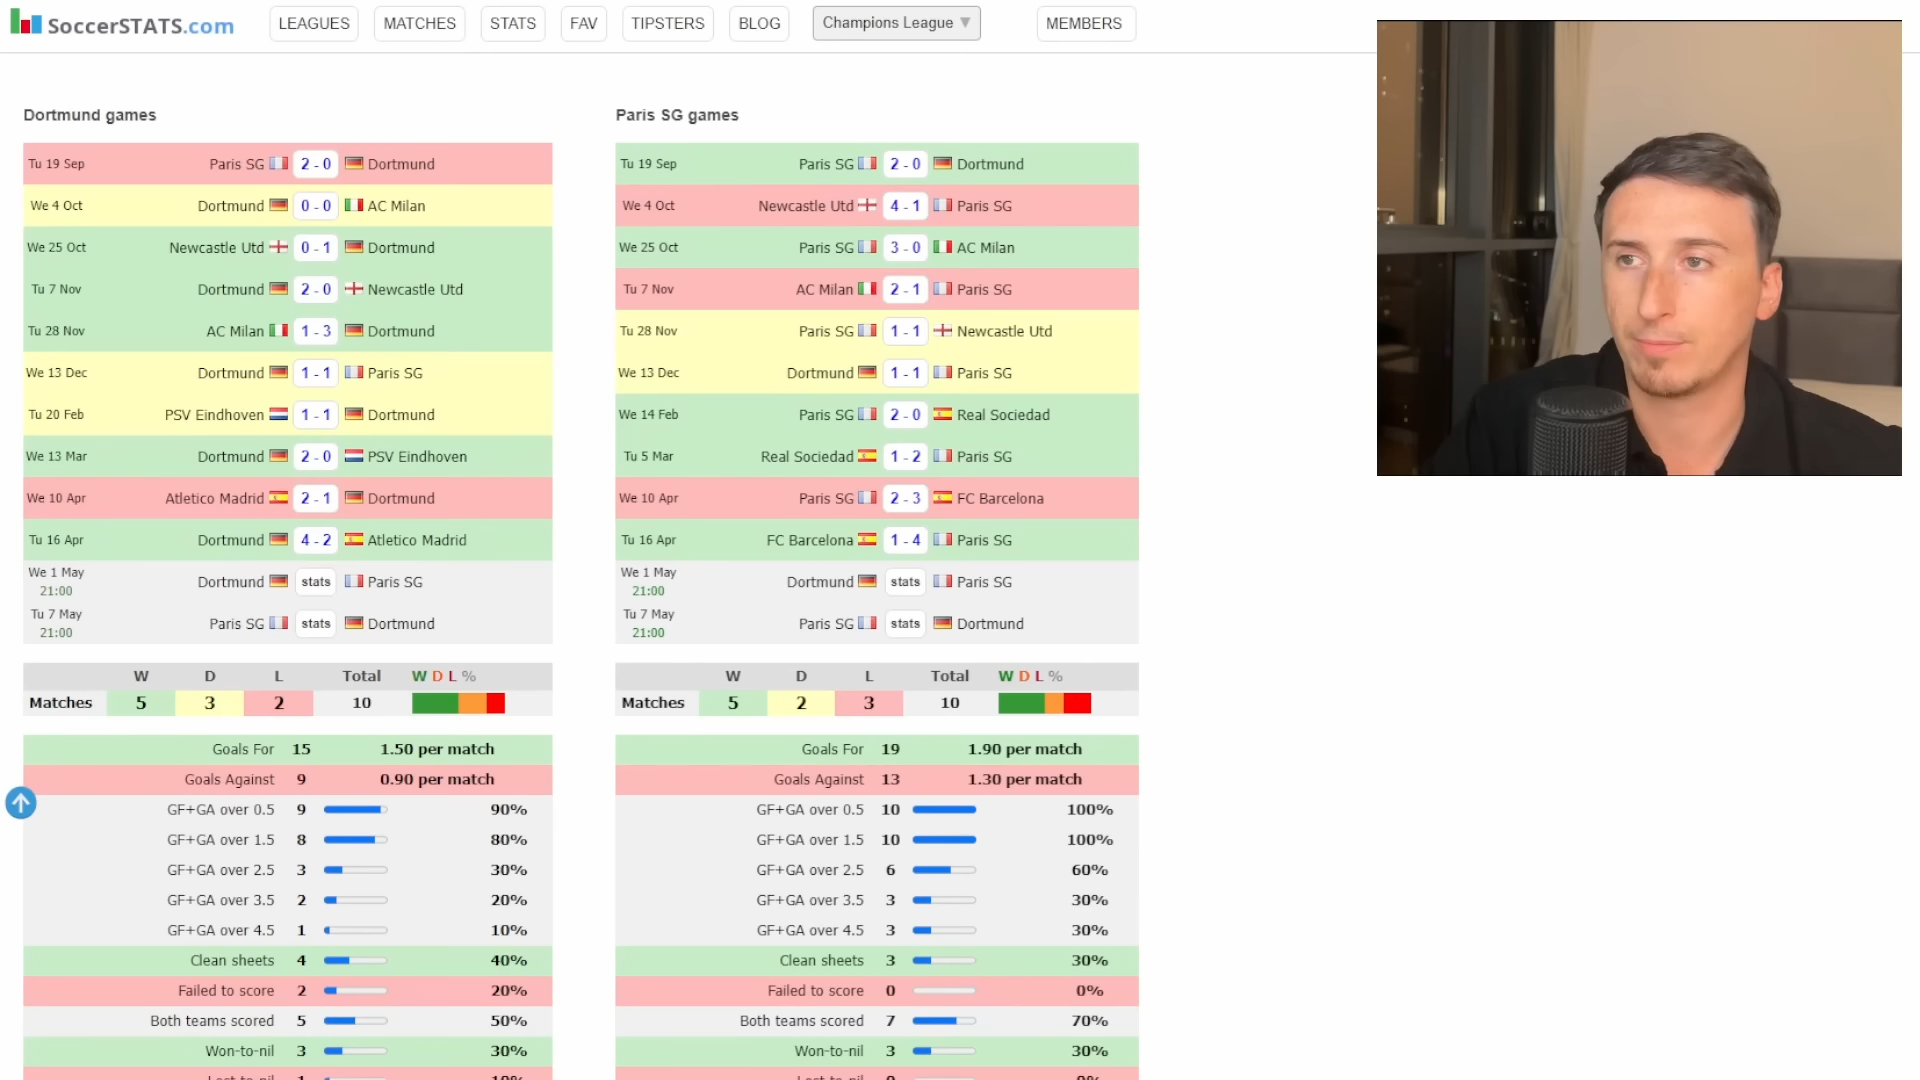 SoccerSTATS.com LEAGUES MATCHES STATS FAV TIPSTERS BLOG Champions League ▼ MEMBERS
Dortmund games
Tu 19 Sep Paris SG 2 - 0 Dortmund
We 4 Oct Dortmund 0 - 0 AC Milan
We 25 Oct Newcastle Utd 0 - 1 Dortmund
Tu 7 Nov Dortmund 2 - 0 Newcastle Utd
Tu 28 Nov AC Milan 1 - 3 Dortmund
We 13 Dec Dortmund 1 - 1 Paris SG
Tu 20 Feb PSV Eindhoven 1 - 1 Dortmund
We 13 Mar Dortmund 2 - 0 PSV Eindhoven
We 10 Apr Atletico Madrid 2 - 1 Dortmund
Tu 16 Apr Dortmund 4 - 2 Atletico Madrid
We 1 May
21:00 Dortmund stats Paris SG
Tu 7 May
21:00 Paris SG stats Dortmund
W D L Total W D L %
Matches 5 3 2 10
Goals For 15 1.50 per match
Goals Against 9 0.90 per match
GF+GA over 0.5 9 90%
GF+GA over 1.5 8 80%
GF+GA over 2.5 3 30%
GF+GA over 3.5 2 20%
GF+GA over 4.5 1 10%
Clean sheets 4 40%
Failed to score 2 20%
Both teams scored 5 50%
Won-to-nil 3 30%
Paris SG games
Tu 19 Sep Paris SG 2 - 0 Dortmund
We 4 Oct Newcastle Utd 4 - 1 Paris SG
We 25 Oct Paris SG 3 - 0 AC Milan
Tu 7 Nov AC Milan 2 - 1 Paris SG
Tu 28 Nov Paris SG 1 - 1 Newcastle Utd
We 13 Dec Dortmund 1 - 1 Paris SG
We 14 Feb Paris SG 2 - 0 Real Sociedad
Tu 5 Mar Real Sociedad 1 - 2 Paris SG
We 10 Apr Paris SG 2 - 3 FC Barcelona
Tu 16 Apr FC Barcelona 1 - 4 Paris SG
We 1 May
21:00 Dortmund stats Paris SG
Tu 7 May
21:00 Paris SG stats Dortmund
W D L Total W D L %
Matches 5 2 3 10
Goals For 19 1.90 per match
Goals Against 13 1.30 per match
GF+GA over 0.5 10 100%
GF+GA over 1.5 10 100%
GF+GA over 2.5 6 60%
GF+GA over 3.5 3 30%
GF+GA over 4.5 3 30%
Clean sheets 3 30%
Failed to score 0 0%
Both teams scored 7 70%
Won-to-nil 3 30%